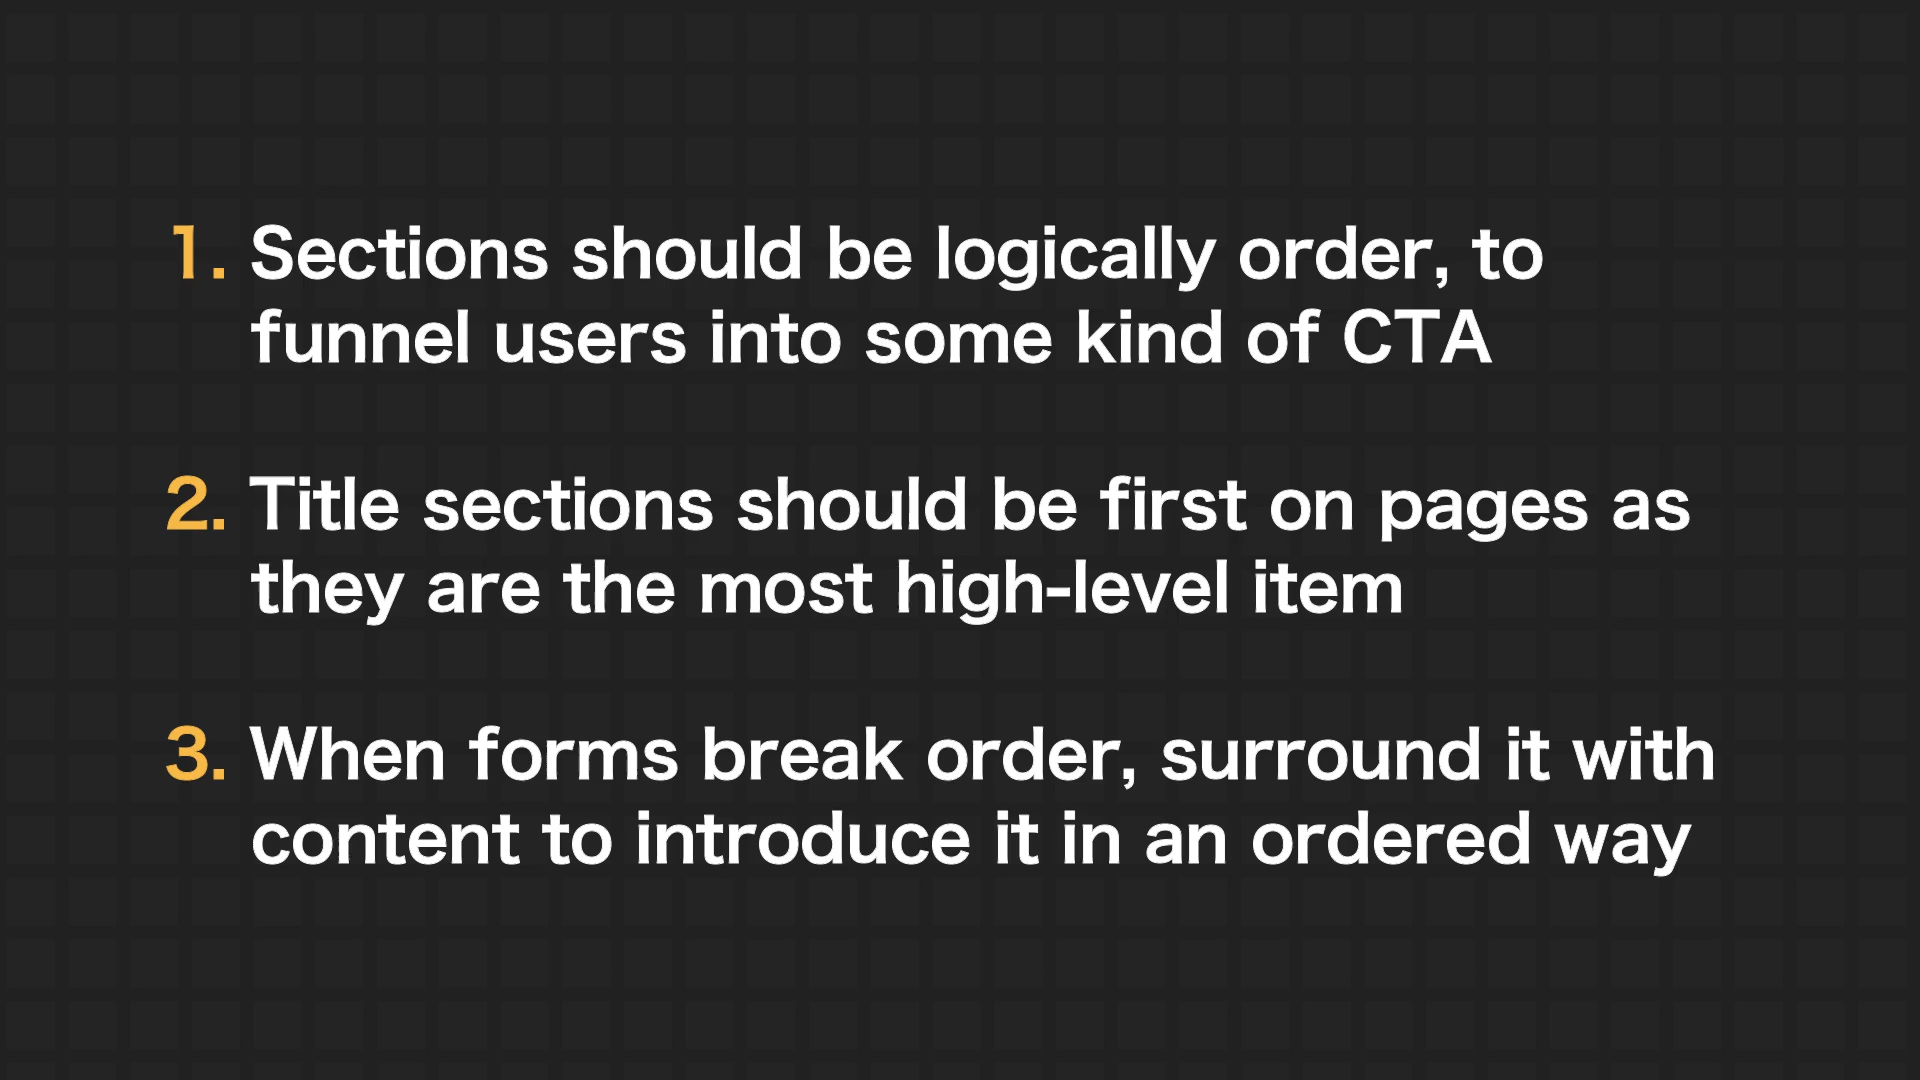 1. Sections should be logically order, to
funnel users into some kind of CTA
2. Title sections should be first on pages as
they are the most high-level item
3. When forms break order, surround it with
content to introduce it in an ordered way